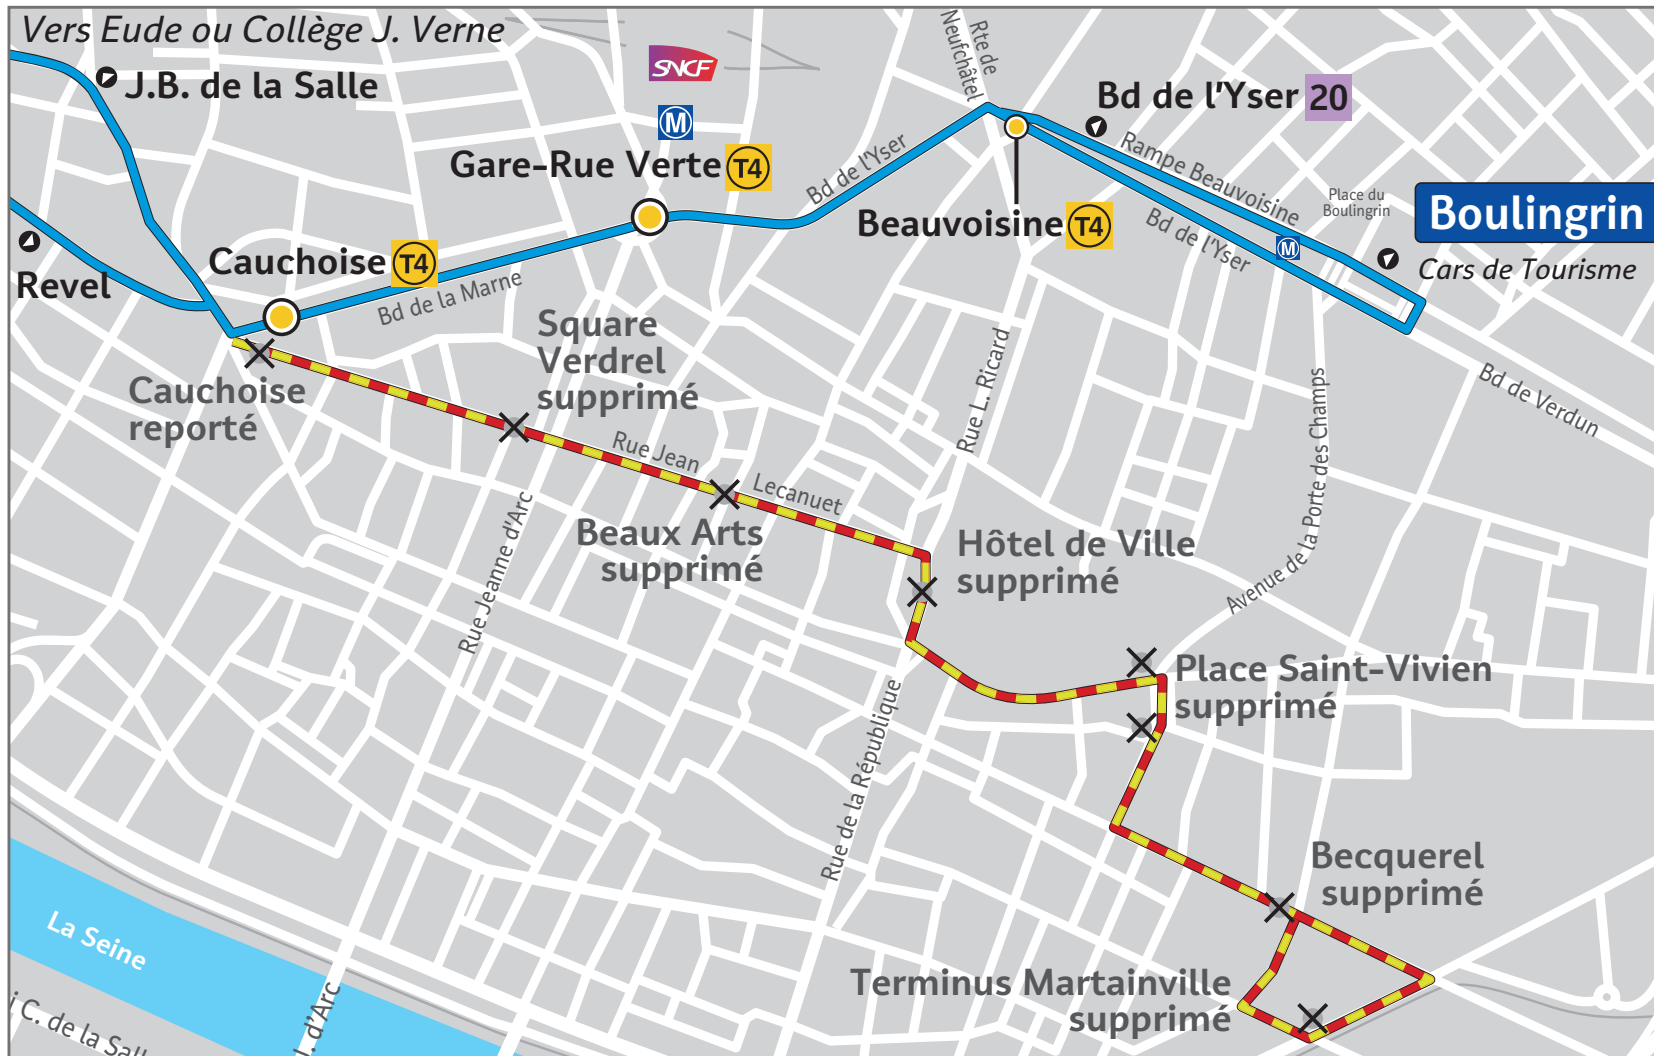 Vers Eude ou Collège J. Verne
J.B. de la Salle
SNCF
M
Gare-Rue Verte T4
Rte de
Neufchâtel
Bd de l'Yser 20
Bd de l'Yser
Rampe Beauvoisine
Place du
Boulingrin
Boulingrin
Cars de Tourisme
Beauvoisine T4
Bd de l'Yser
M
Revel
Cauchoise T4
Bd de la Marne
Cauchoise
reporté
Square
Verdrel
supprimé
Rue Jean
Lecanuet
Rue L. Ricard
Bd de Verdun
Avenue de la Porte des Champs
Rue Jeanne d'Arc
Beaux Arts
supprimé
Hôtel de Ville
supprimé
Place Saint-Vivien
supprimé
Rue de la République
Becquerel
supprimé
Terminus Martainville
supprimé
La Seine
i C. de la Sall
d'Arc